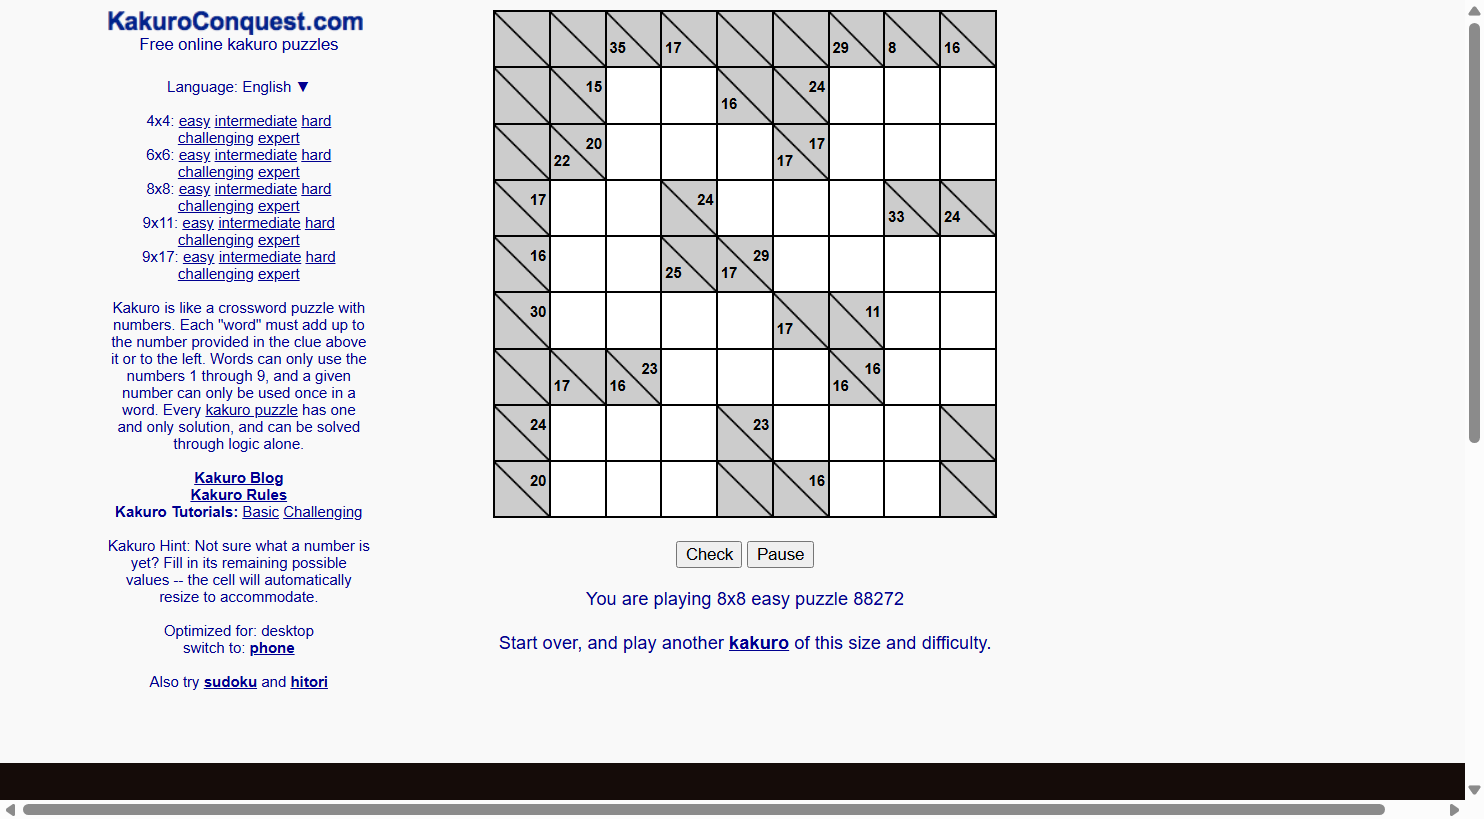 KakuroConquest.com
Free online kakuro puzzles
Language: English ▼
4x4: easy intermediate hard
challenging expert
6x6: easy intermediate hard
challenging expert
8x8: easy intermediate hard
challenging expert
9x11: easy intermediate hard
challenging expert
9x17: easy intermediate hard
challenging expert
Kakuro is like a crossword puzzle with
numbers. Each "word" must add up to
the number provided in the clue above
it or to the left. Words can only use the
numbers 1 through 9, and a given
number can only be used once in a
word. Every kakuro puzzle has one
and only solution, and can be solved
through logic alone.
Kakuro Blog
Kakuro Rules
Kakuro Tutorials: Basic Challenging
Kakuro Hint: Not sure what a number is
yet? Fill in its remaining possible
values -- the cell will automatically
resize to accommodate.
Optimized for: desktop
switch to: phone
Also try sudoku and hitori
35 17 29 8 16
15 16 24
22 20 17 17
17 24 33 24
16 25 17 29
30 17 11
17 16 23 16 16
24 23
20 16
Check Pause
You are playing 8x8 easy puzzle 88272
Start over, and play another kakuro of this size and difficulty.